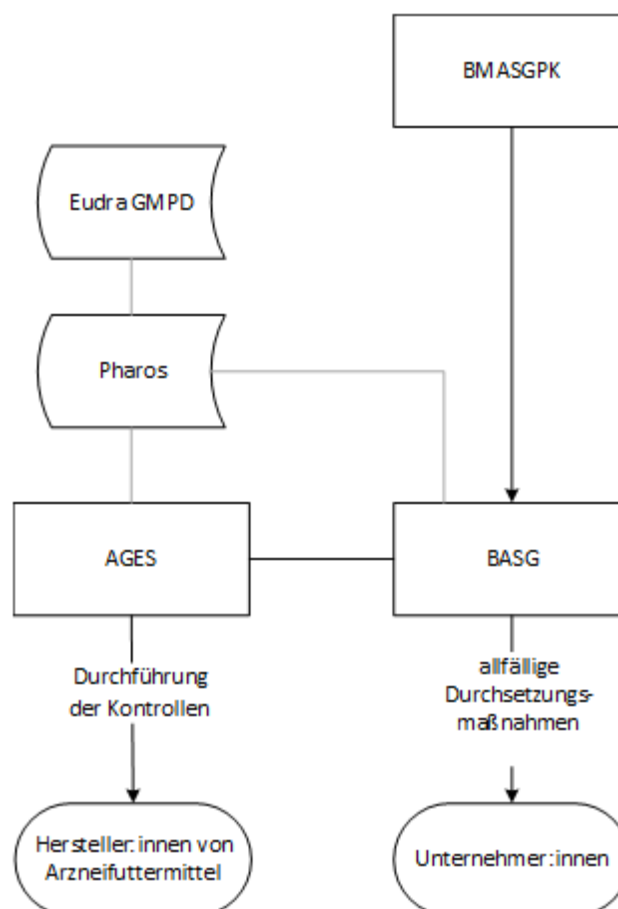 BMASGPK
Eudra GMPD
Pharos
AGES
BASG
Durchführung
der Kontrollen
allfällige
Durchsetzungs-
maßnahmen
Hersteller:innen von
Arzneifuttermittel
Unternehmer:innen